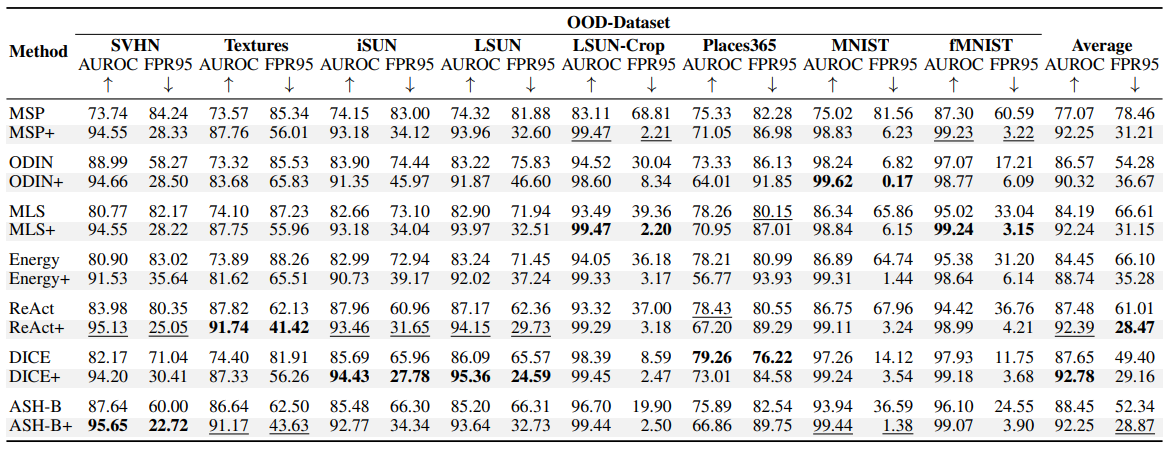 OOD-Dataset
Method SVHN Textures iSUN LSUN LSUN-Crop Places365 MNIST fMNIST Average
AUROC FPR95 AUROC FPR95 AUROC FPR95 AUROC FPR95 AUROC FPR95 AUROC FPR95 AUROC FPR95 AUROC FPR95 AUROC FPR95
↑ ↓ ↑ ↓ ↑ ↓ ↑ ↓ ↑ ↓ ↑ ↓ ↑ ↓ ↑ ↓ ↑ ↓
MSP 73.74 84.24 73.57 85.34 74.15 83.00 74.32 81.88 83.11 68.81 75.33 82.28 75.02 81.56 87.30 60.59 77.07 78.46
MSP+ 94.55 28.33 87.76 56.01 93.18 34.12 93.96 32.60 99.47 2.21 71.05 86.98 98.83 6.23 99.23 3.22 92.25 31.21
ODIN 88.99 58.27 73.32 85.53 83.90 74.44 83.22 75.83 94.52 30.04 73.33 86.13 98.24 6.82 97.07 17.21 86.57 54.28
ODIN+ 94.66 28.50 83.68 65.83 91.35 45.97 91.87 46.60 98.60 8.34 64.01 91.85 99.62 0.17 98.77 6.09 90.32 36.67
MLS 80.77 82.17 74.10 87.23 82.66 73.10 82.90 71.94 93.49 39.36 78.26 80.15 86.34 65.86 95.02 33.04 84.19 66.61
MLS+ 94.55 28.22 87.75 55.96 93.18 34.04 93.97 32.51 99.47 2.20 70.95 87.01 98.84 6.15 99.24 3.15 92.24 31.15
Energy 80.90 83.02 73.89 88.26 82.99 72.94 83.24 71.45 94.05 36.18 78.21 80.99 86.89 64.74 95.38 31.20 84.45 66.10
Energy+ 91.53 35.64 81.62 65.51 90.73 39.17 92.02 37.24 99.33 3.17 56.77 93.93 99.31 1.44 98.64 6.14 88.74 35.28
ReAct 83.98 80.35 87.82 62.13 87.96 60.96 87.17 62.36 93.32 37.00 78.43 80.55 86.75 67.96 94.42 36.76 87.48 61.01
ReAct+ 95.13 25.05 91.74 41.42 93.46 31.65 94.15 29.73 99.29 3.18 67.20 89.29 99.11 3.24 98.99 4.21 92.39 28.47
DICE 82.17 71.04 74.40 81.91 85.69 65.96 86.09 65.57 98.39 8.59 79.26 76.22 97.26 14.12 97.93 11.75 87.65 49.40
DICE+ 94.20 30.41 87.33 56.26 94.43 27.78 95.36 24.59 99.45 2.47 73.01 84.58 99.24 3.54 99.18 3.68 92.78 29.16
ASH-B 87.64 60.00 86.64 62.50 85.48 66.30 85.20 66.31 96.70 19.90 75.89 82.54 93.94 36.59 96.10 24.55 88.45 52.34
ASH-B+ 95.65 22.72 91.17 43.63 92.77 34.34 93.64 32.73 99.44 2.50 66.86 89.75 99.44 1.38 99.07 3.90 92.25 28.87